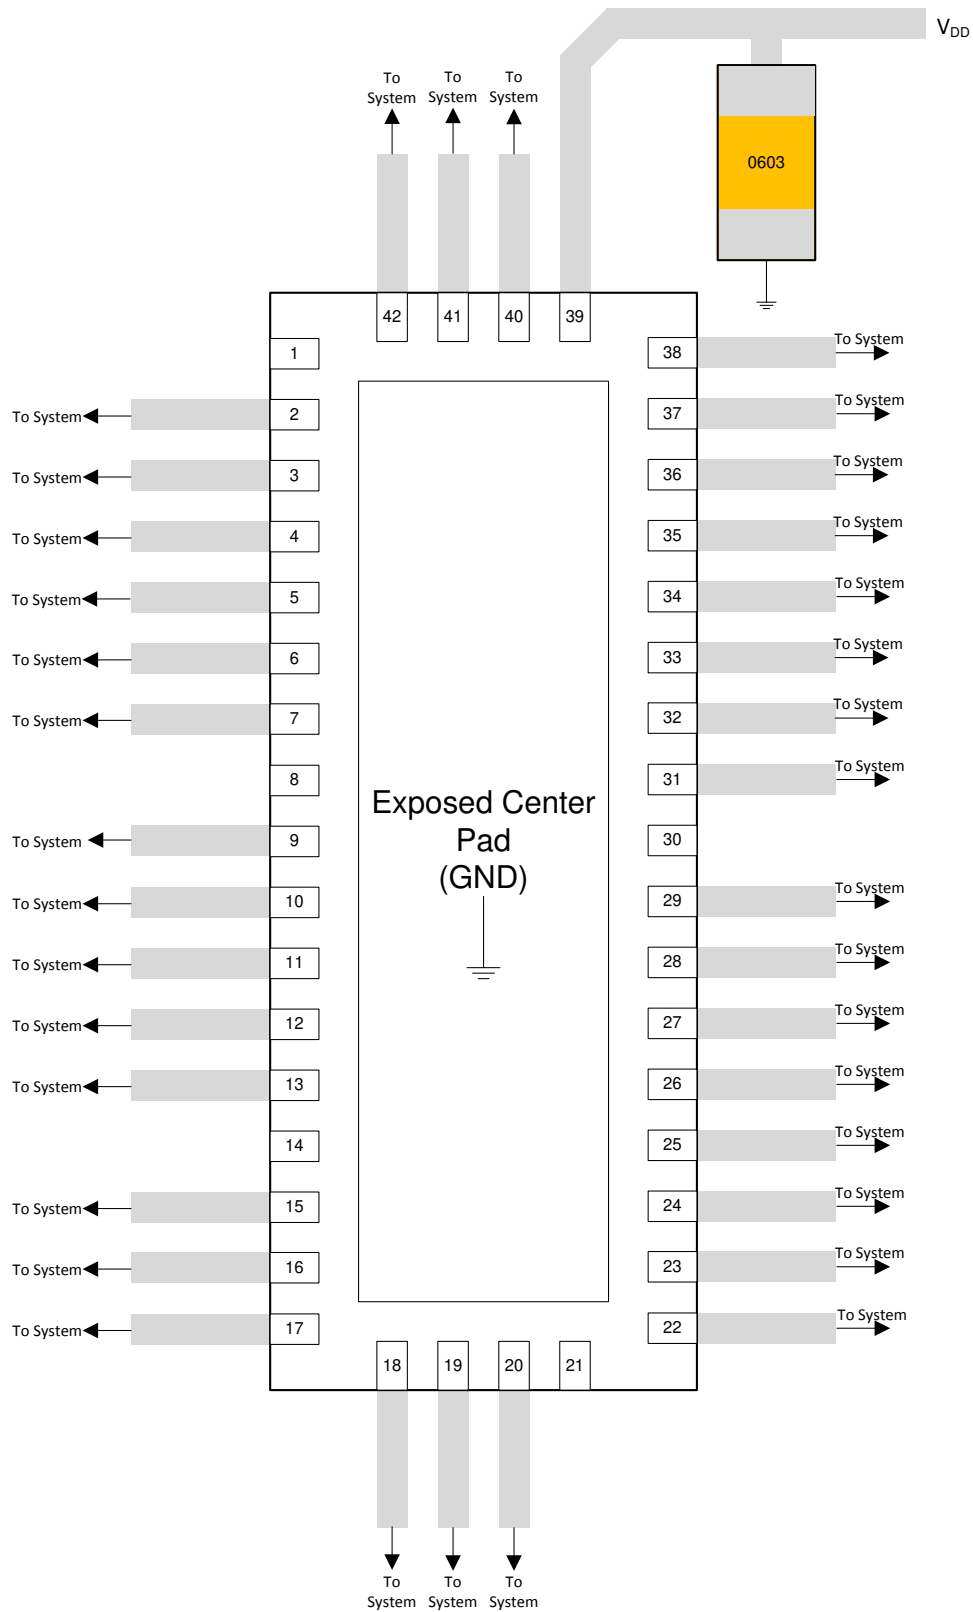 V_DD
To
System
To
System
To
System
0603
42
41
40
39
1
38
To System
To System
2
37
To System
To System
3
36
To System
To System
4
35
To System
To System
5
34
To System
To System
6
33
To System
To System
7
32
To System
8
31
To System
Exposed Center
Pad
(GND)
To System
9
30
To System
10
29
To System
To System
11
28
To System
To System
12
27
To System
To System
13
26
To System
14
25
To System
To System
15
24
To System
To System
16
23
To System
To System
17
22
To System
18
19
20
21
To
System
To
System
To
System